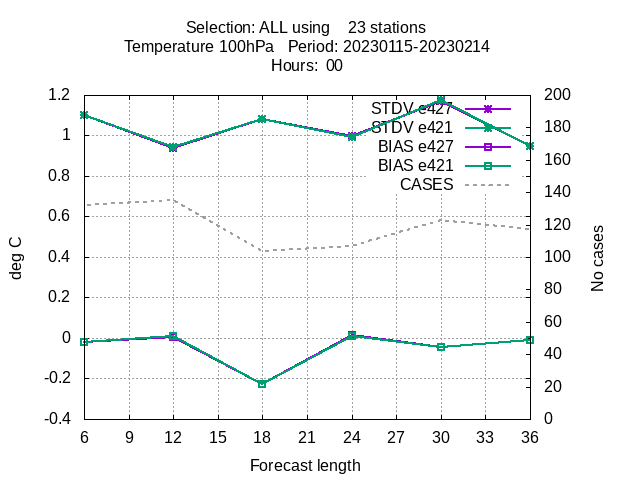 Selection: ALL using 23 stations
Temperature 100hPa Period: 20230115-20230214
Hours: 00
STDV e427
STDV e421
BIAS e427
BIAS e421
CASES
deg C
1.2
1
0.8
0.6
0.4
0.2
0
-0.2
-0.4
200
180
160
140
120
100
80
60
40
20
0
No cases
6 9 12 15 18 21 24 27 30 33 36
Forecast length